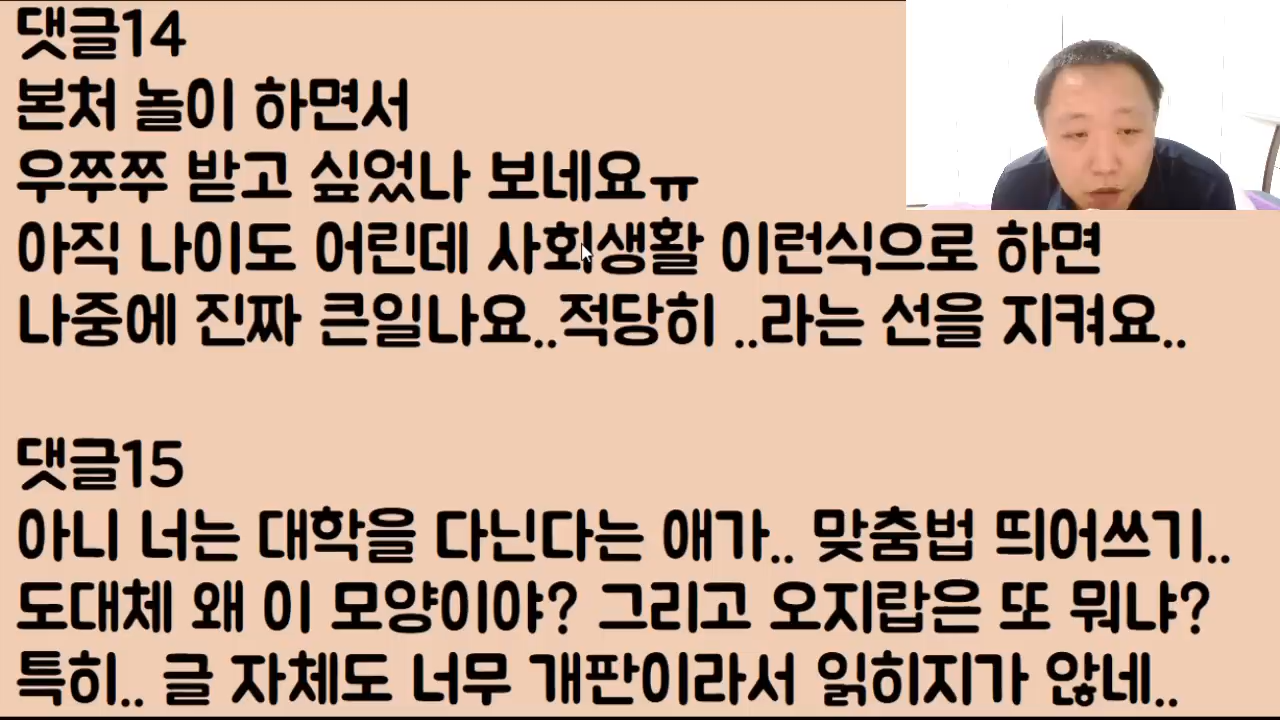 댓글14
본처 놀이 하면서
우쭈쭈 받고 싶었나 보네요ㅠ
아직 나이도 어린데 사회생활 이런식으로 하면
나중에 진짜 큰일나요..적당히 ..라는 선을 지켜요..
댓글15
아니 너는 대학을 다닌다는 애가.. 맞춤법 띄어쓰기..
도대체 왜 이 모양이야? 그리고 오지랖은 또 뭐냐?
특히.. 글 자체도 너무 개판이라서 읽히지가 않네..